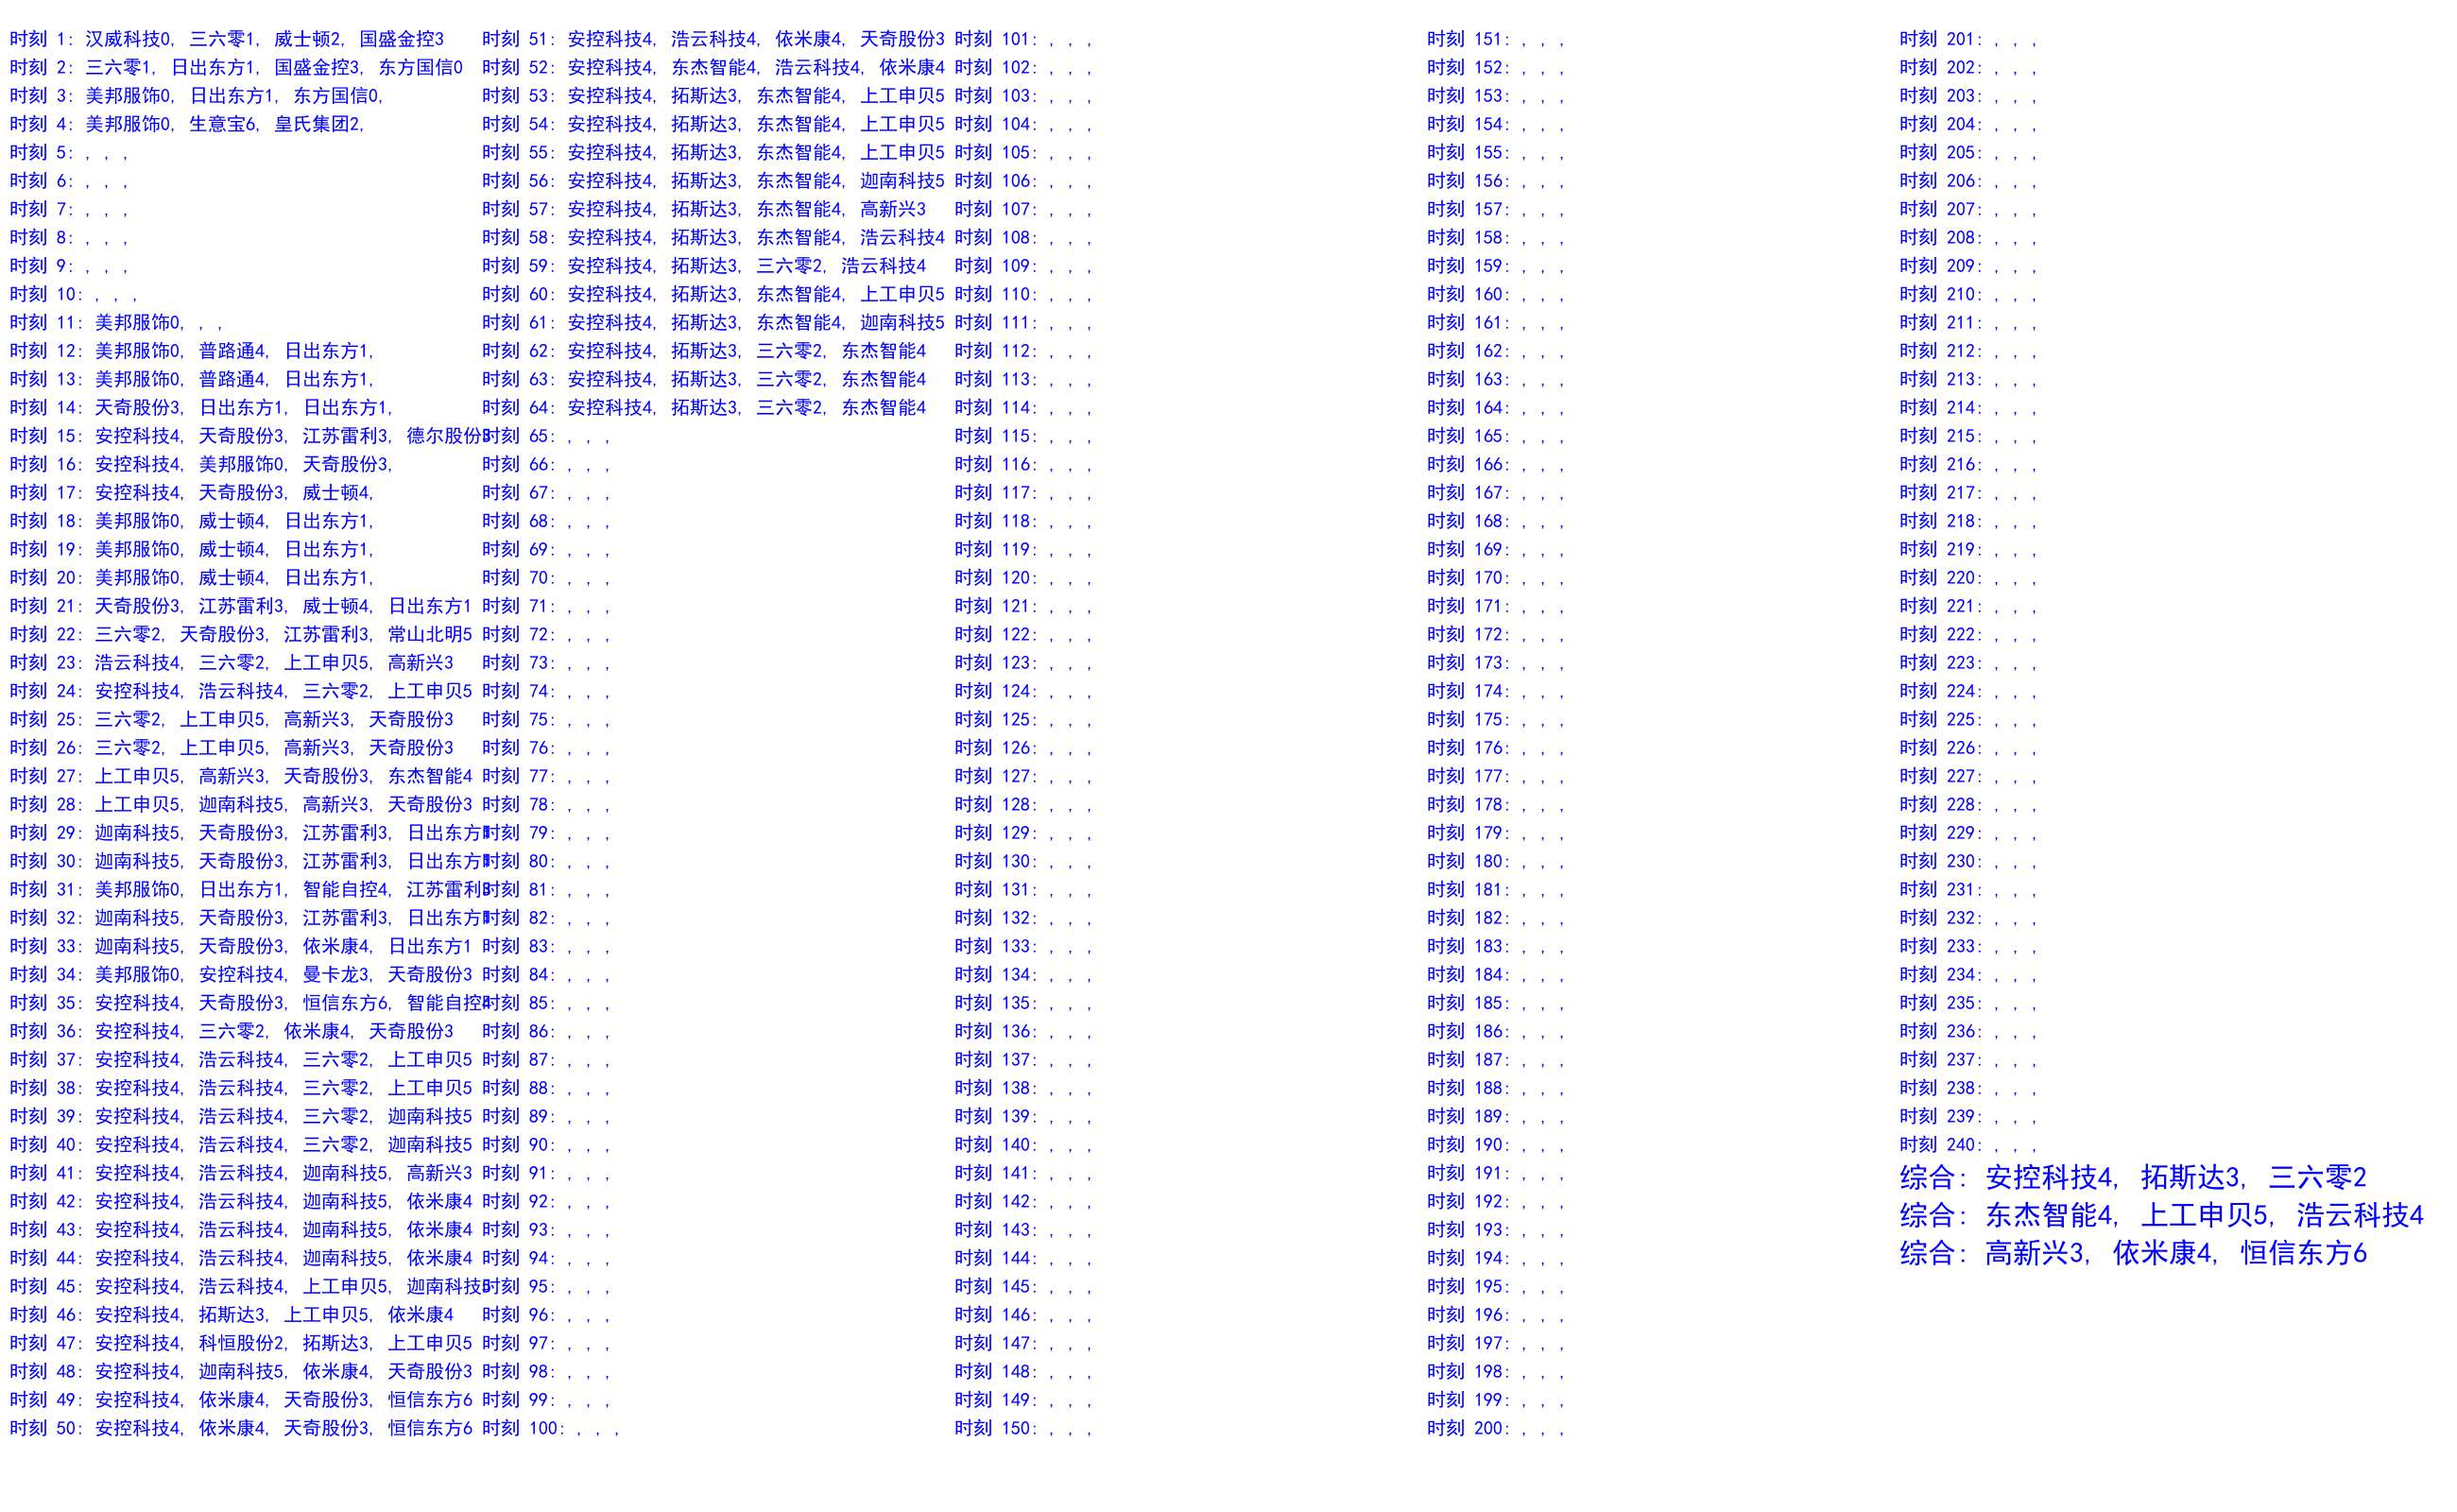 时刻 1: 汉威科技0, 三六零1, 威士顿2, 国盛金控3
时刻 2: 三六零1, 日出东方1, 国盛金控3, 东方国信0
时刻 3: 美邦服饰0, 日出东方1, 东方国信0,
时刻 4: 美邦服饰0, 生意宝6, 皇氏集团2,
时刻 5: , , ,
时刻 6: , , ,
时刻 7: , , ,
时刻 8: , , ,
时刻 9: , , ,
时刻 10: , , ,
时刻 11: 美邦服饰0, , ,
时刻 12: 美邦服饰0, 普路通4, 日出东方1,
时刻 13: 美邦服饰0, 普路通4, 日出东方1,
时刻 14: 天奇股份3, 日出东方1, 日出东方1,
时刻 15: 安控科技4, 天奇股份3, 江苏雷利3, 德尔股份3
时刻 16: 安控科技4, 美邦服饰0, 天奇股份3,
时刻 17: 安控科技4, 天奇股份3, 威士顿4,
时刻 18: 美邦服饰0, 威士顿4, 日出东方1,
时刻 19: 美邦服饰0, 威士顿4, 日出东方1,
时刻 20: 美邦服饰0, 威士顿4, 日出东方1,
时刻 21: 天奇股份3, 江苏雷利3, 威士顿4, 日出东方1
时刻 22: 三六零2, 天奇股份3, 江苏雷利3, 常山北明5
时刻 23: 浩云科技4, 三六零2, 上工申贝5, 高新兴3
时刻 24: 安控科技4, 浩云科技4, 三六零2, 上工申贝5
时刻 25: 三六零2, 上工申贝5, 高新兴3, 天奇股份3
时刻 26: 三六零2, 上工申贝5, 高新兴3, 天奇股份3
时刻 27: 上工申贝5, 高新兴3, 天奇股份3, 东杰智能4
时刻 28: 上工申贝5, 迦南科技5, 高新兴3, 天奇股份3
时刻 29: 迦南科技5, 天奇股份3, 江苏雷利3, 日出东方1
时刻 30: 迦南科技5, 天奇股份3, 江苏雷利3, 日出东方1
时刻 31: 美邦服饰0, 日出东方1, 智能自控4, 江苏雷利3
时刻 32: 迦南科技5, 天奇股份3, 江苏雷利3, 日出东方1
时刻 33: 迦南科技5, 天奇股份3, 依米康4, 日出东方1
时刻 34: 美邦服饰0, 安控科技4, 曼卡龙3, 天奇股份3
时刻 35: 安控科技4, 天奇股份3, 恒信东方6, 智能自控4
时刻 36: 安控科技4, 三六零2, 依米康4, 天奇股份3
时刻 37: 安控科技4, 浩云科技4, 三六零2, 上工申贝5
时刻 38: 安控科技4, 浩云科技4, 三六零2, 上工申贝5
时刻 39: 安控科技4, 浩云科技4, 三六零2, 迦南科技5
时刻 40: 安控科技4, 浩云科技4, 三六零2, 迦南科技5
时刻 41: 安控科技4, 浩云科技4, 迦南科技5, 高新兴3
时刻 42: 安控科技4, 浩云科技4, 迦南科技5, 依米康4
时刻 43: 安控科技4, 浩云科技4, 迦南科技5, 依米康4
时刻 44: 安控科技4, 浩云科技4, 迦南科技5, 依米康4
时刻 45: 安控科技4, 浩云科技4, 上工申贝5, 迦南科技5
时刻 46: 安控科技4, 拓斯达3, 上工申贝5, 依米康4
时刻 47: 安控科技4, 科恒股份2, 拓斯达3, 上工申贝5
时刻 48: 安控科技4, 迦南科技5, 依米康4, 天奇股份3
时刻 49: 安控科技4, 依米康4, 天奇股份3, 恒信东方6
时刻 50: 安控科技4, 依米康4, 天奇股份3, 恒信东方6
时刻 51: 安控科技4, 浩云科技4, 依米康4, 天奇股份3
时刻 52: 安控科技4, 东杰智能4, 浩云科技4, 依米康4
时刻 53: 安控科技4, 拓斯达3, 东杰智能4, 上工申贝5
时刻 54: 安控科技4, 拓斯达3, 东杰智能4, 上工申贝5
时刻 55: 安控科技4, 拓斯达3, 东杰智能4, 上工申贝5
时刻 56: 安控科技4, 拓斯达3, 东杰智能4, 迦南科技5
时刻 57: 安控科技4, 拓斯达3, 东杰智能4, 高新兴3
时刻 58: 安控科技4, 拓斯达3, 东杰智能4, 浩云科技4
时刻 59: 安控科技4, 拓斯达3, 三六零2, 浩云科技4
时刻 60: 安控科技4, 拓斯达3, 东杰智能4, 上工申贝5
时刻 61: 安控科技4, 拓斯达3, 东杰智能4, 迦南科技5
时刻 62: 安控科技4, 拓斯达3, 三六零2, 东杰智能4
时刻 63: 安控科技4, 拓斯达3, 三六零2, 东杰智能4
时刻 64: 安控科技4, 拓斯达3, 三六零2, 东杰智能4
时刻 65: , , ,
时刻 66: , , ,
时刻 67: , , ,
时刻 68: , , ,
时刻 69: , , ,
时刻 70: , , ,
时刻 71: , , ,
时刻 72: , , ,
时刻 73: , , ,
时刻 74: , , ,
时刻 75: , , ,
时刻 76: , , ,
时刻 77: , , ,
时刻 78: , , ,
时刻 79: , , ,
时刻 80: , , ,
时刻 81: , , ,
时刻 82: , , ,
时刻 83: , , ,
时刻 84: , , ,
时刻 85: , , ,
时刻 86: , , ,
时刻 87: , , ,
时刻 88: , , ,
时刻 89: , , ,
时刻 90: , , ,
时刻 91: , , ,
时刻 92: , , ,
时刻 93: , , ,
时刻 94: , , ,
时刻 95: , , ,
时刻 96: , , ,
时刻 97: , , ,
时刻 98: , , ,
时刻 99: , , ,
时刻 100: , , ,
时刻 101: , , ,
时刻 102: , , ,
时刻 103: , , ,
时刻 104: , , ,
时刻 105: , , ,
时刻 106: , , ,
时刻 107: , , ,
时刻 108: , , ,
时刻 109: , , ,
时刻 110: , , ,
时刻 111: , , ,
时刻 112: , , ,
时刻 113: , , ,
时刻 114: , , ,
时刻 115: , , ,
时刻 116: , , ,
时刻 117: , , ,
时刻 118: , , ,
时刻 119: , , ,
时刻 120: , , ,
时刻 121: , , ,
时刻 122: , , ,
时刻 123: , , ,
时刻 124: , , ,
时刻 125: , , ,
时刻 126: , , ,
时刻 127: , , ,
时刻 128: , , ,
时刻 129: , , ,
时刻 130: , , ,
时刻 131: , , ,
时刻 132: , , ,
时刻 133: , , ,
时刻 134: , , ,
时刻 135: , , ,
时刻 136: , , ,
时刻 137: , , ,
时刻 138: , , ,
时刻 139: , , ,
时刻 140: , , ,
时刻 141: , , ,
时刻 142: , , ,
时刻 143: , , ,
时刻 144: , , ,
时刻 145: , , ,
时刻 146: , , ,
时刻 147: , , ,
时刻 148: , , ,
时刻 149: , , ,
时刻 150: , , ,
时刻 151: , , ,
时刻 152: , , ,
时刻 153: , , ,
时刻 154: , , ,
时刻 155: , , ,
时刻 156: , , ,
时刻 157: , , ,
时刻 158: , , ,
时刻 159: , , ,
时刻 160: , , ,
时刻 161: , , ,
时刻 162: , , ,
时刻 163: , , ,
时刻 164: , , ,
时刻 165: , , ,
时刻 166: , , ,
时刻 167: , , ,
时刻 168: , , ,
时刻 169: , , ,
时刻 170: , , ,
时刻 171: , , ,
时刻 172: , , ,
时刻 173: , , ,
时刻 174: , , ,
时刻 175: , , ,
时刻 176: , , ,
时刻 177: , , ,
时刻 178: , , ,
时刻 179: , , ,
时刻 180: , , ,
时刻 181: , , ,
时刻 182: , , ,
时刻 183: , , ,
时刻 184: , , ,
时刻 185: , , ,
时刻 186: , , ,
时刻 187: , , ,
时刻 188: , , ,
时刻 189: , , ,
时刻 190: , , ,
时刻 191: , , ,
时刻 192: , , ,
时刻 193: , , ,
时刻 194: , , ,
时刻 195: , , ,
时刻 196: , , ,
时刻 197: , , ,
时刻 198: , , ,
时刻 199: , , ,
时刻 200: , , ,
时刻 201: , , ,
时刻 202: , , ,
时刻 203: , , ,
时刻 204: , , ,
时刻 205: , , ,
时刻 206: , , ,
时刻 207: , , ,
时刻 208: , , ,
时刻 209: , , ,
时刻 210: , , ,
时刻 211: , , ,
时刻 212: , , ,
时刻 213: , , ,
时刻 214: , , ,
时刻 215: , , ,
时刻 216: , , ,
时刻 217: , , ,
时刻 218: , , ,
时刻 219: , , ,
时刻 220: , , ,
时刻 221: , , ,
时刻 222: , , ,
时刻 223: , , ,
时刻 224: , , ,
时刻 225: , , ,
时刻 226: , , ,
时刻 227: , , ,
时刻 228: , , ,
时刻 229: , , ,
时刻 230: , , ,
时刻 231: , , ,
时刻 232: , , ,
时刻 233: , , ,
时刻 234: , , ,
时刻 235: , , ,
时刻 236: , , ,
时刻 237: , , ,
时刻 238: , , ,
时刻 239: , , ,
时刻 240: , , ,
综合: 安控科技4, 拓斯达3, 三六零2
综合: 东杰智能4, 上工申贝5, 浩云科技4
综合: 高新兴3, 依米康4, 恒信东方6